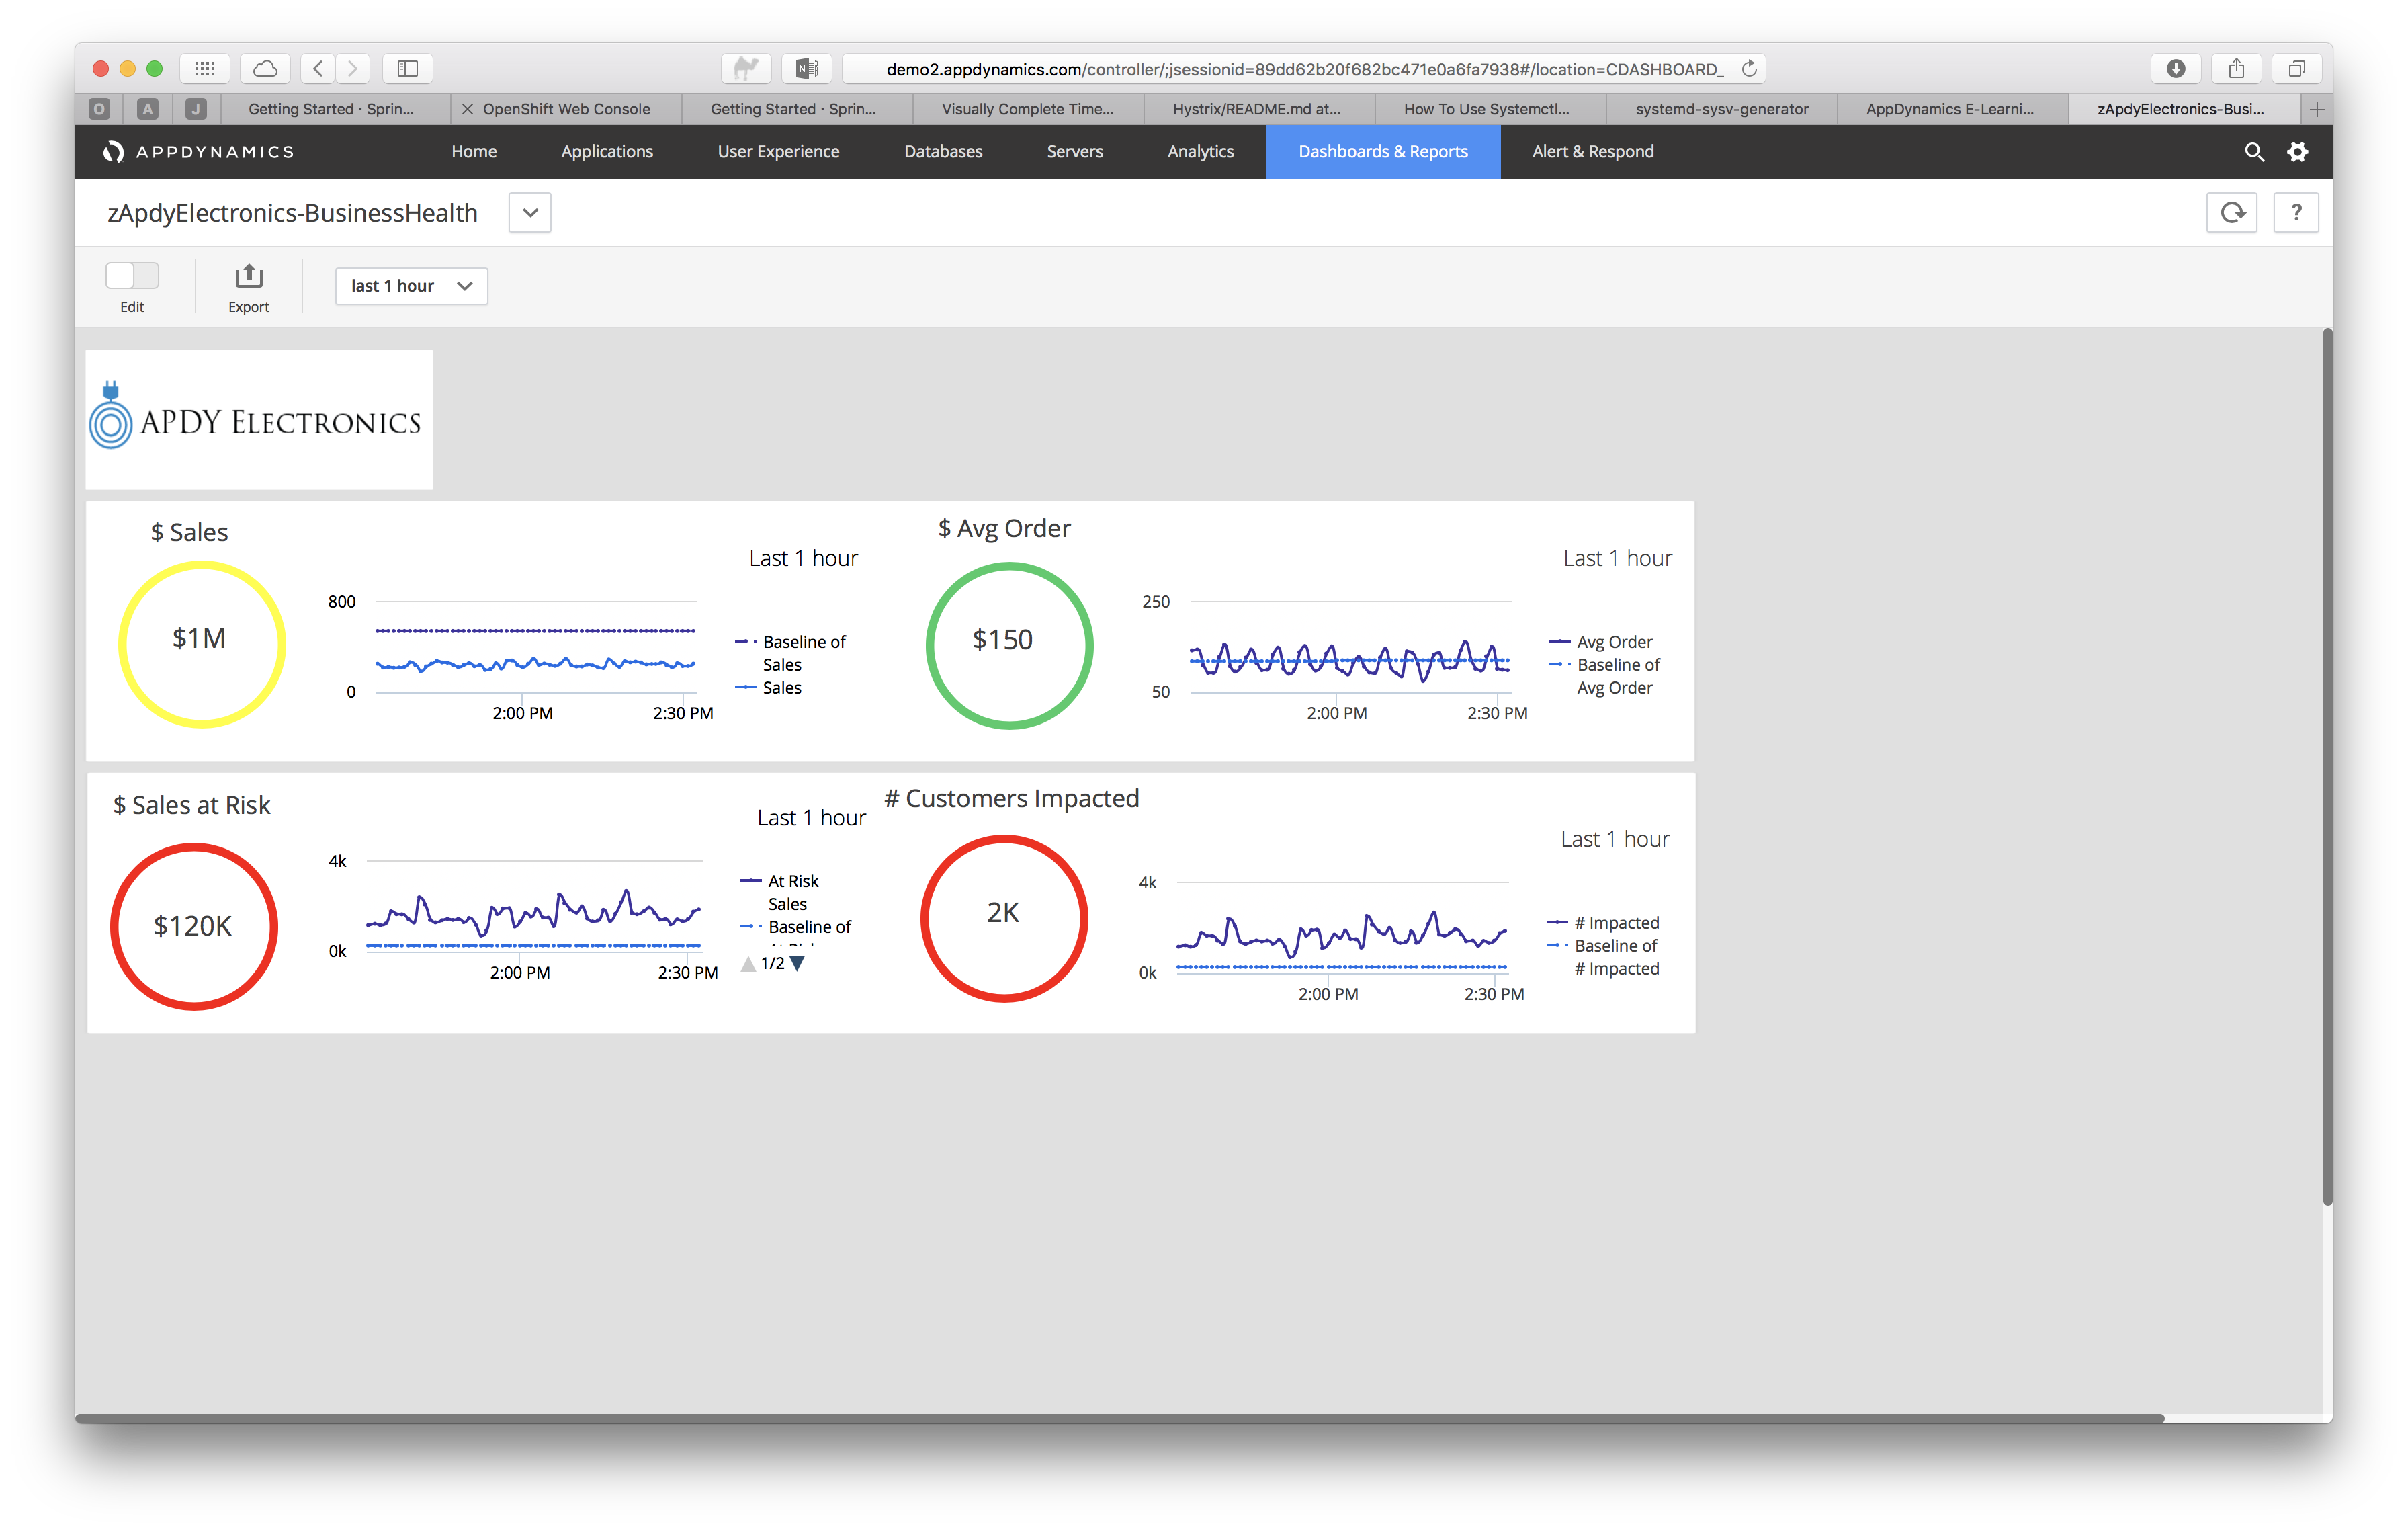 demo2.appdynamics.com/controller/;jsessionid=89dd62b20f682bc471e0a6fa7938#/location=CDASHBOARD_
O A J Getting Started · Sprin... OpenShift Web Console Getting Started · Sprin... Visually Complete Time... Hystrix/README.md at... How To Use Systemctl... systemd-sysv-generator AppDynamics E-Learni... zApdyElectronics-Busi...
APPDYNAMICS Home Applications User Experience Databases Servers Analytics Dashboards & Reports Alert & Respond
zApdyElectronics-BusinessHealth
?
Edit
Export
last 1 hour
APDY ELECTRONICS
$ Sales
$1M
Last 1 hour
800
0
2:00 PM 2:30 PM
Baseline of
Sales
Sales
$ Avg Order
$150
Last 1 hour
250
50
2:00 PM 2:30 PM
Avg Order
Baseline of
Avg Order
$ Sales at Risk
$120K
Last 1 hour
4k
0k
2:00 PM 2:30 PM
At Risk
Sales
Baseline of
1/2
# Customers Impacted
2K
Last 1 hour
4k
0k
2:00 PM 2:30 PM
# Impacted
Baseline of
# Impacted